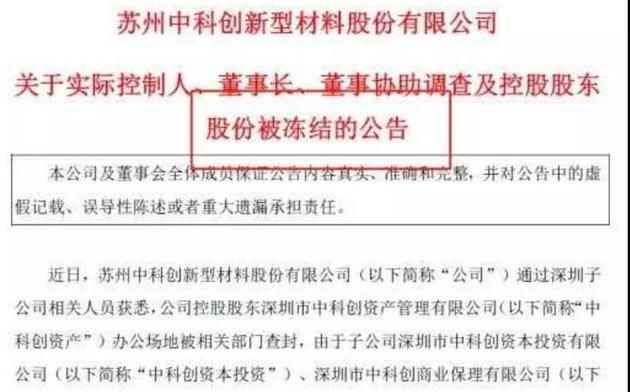 苏州中科创新型材料股份有限公司
关于实际控制人、董事长、董事协助调查及控股股东
股份被冻结的公告
本公司及董事会全体成员保证公告内容真实、准确和完整，并对公告中的虚
假记载、误导性陈述或者重大遗漏承担责任。
近日，苏州中科创新型材料股份有限公司（以下简称“公司”）通过深圳子
公司相关人员获悉，公司控股股东深圳市中科创资产管理有限公司（以下简称“中
科创资产”）办公场地被相关部门查封，由于子公司深圳市中科创资本投资有限
公司（以下简称“中科创资本投资”）、深圳市中科创商业保理有限公司（以下